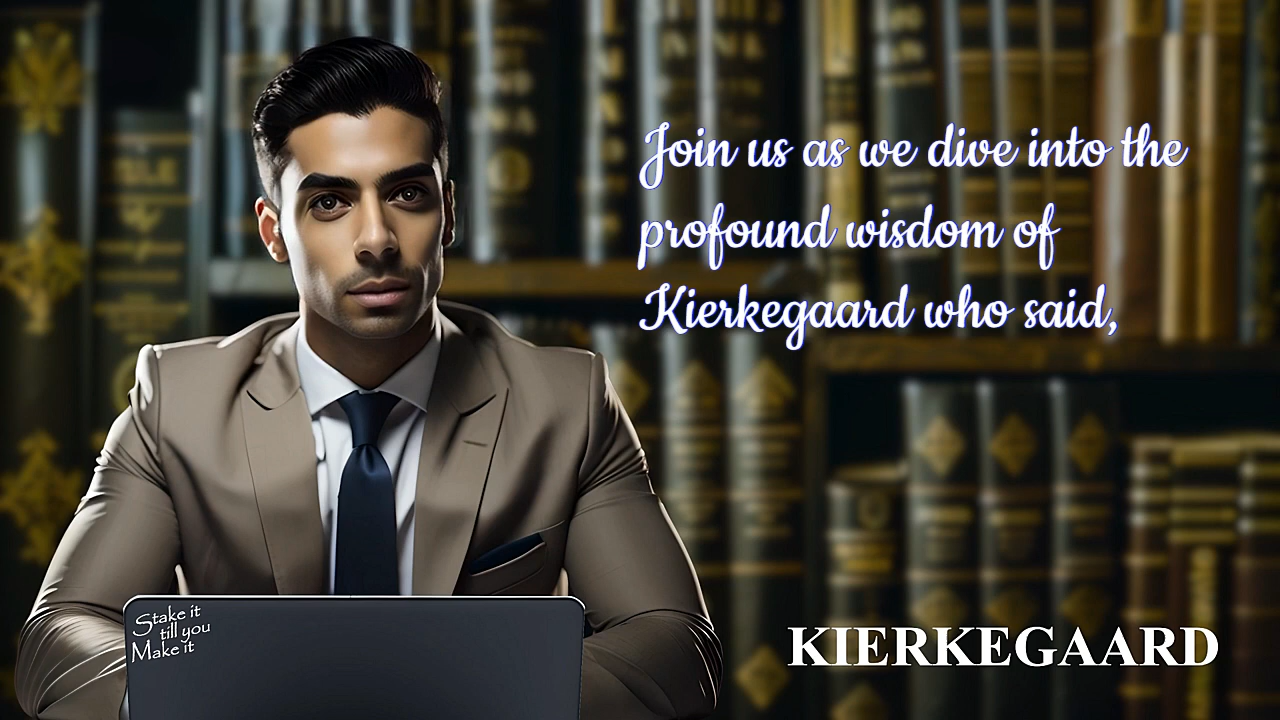 Join us as we dive into the
profound wisdom of
Kierkegaard who said,
Stake it
till you
Make it
KIERKEGAARD